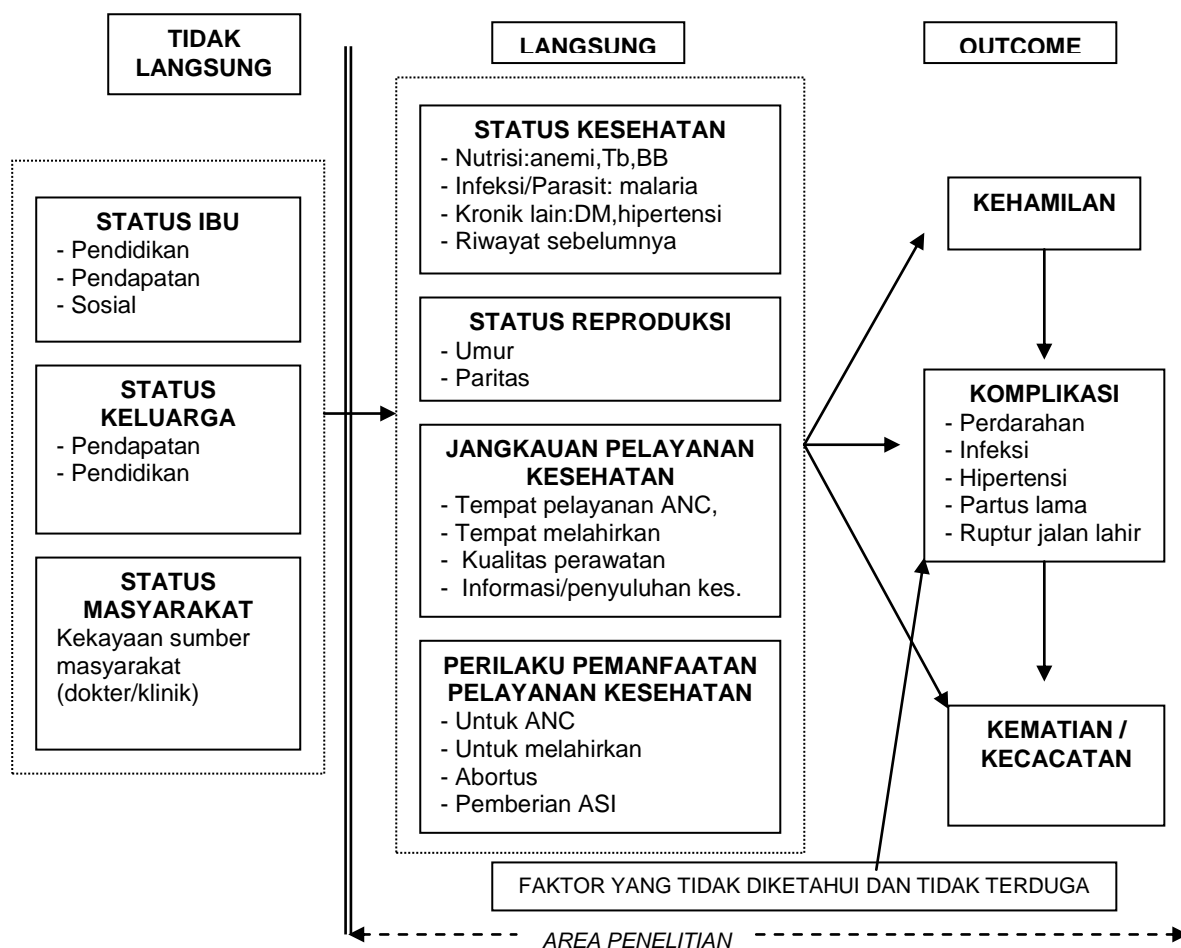 TIDAK
LANGSUNG
STATUS IBU
- Pendidikan
- Pendapatan
- Sosial
STATUS
KELUARGA
- Pendapatan
- Pendidikan
STATUS
MASYARAKAT
Kekayaan sumber
masyarakat
(dokter/klinik)
LANGSUNG
STATUS KESEHATAN
- Nutrisi:anemi,Tb,BB
- Infeksi/Parasit: malaria
- Kronik lain:DM,hipertensi
- Riwayat sebelumnya
STATUS REPRODUKSI
- Umur
- Paritas
JANGKAUAN PELAYANAN
KESEHATAN
- Tempat pelayanan ANC,
- Tempat melahirkan
- Kualitas perawatan
- Informasi/penyuluhan kes.
PERILAKU PEMANFAATAN
PELAYANAN KESEHATAN
- Untuk ANC
- Untuk melahirkan
- Abortus
- Pemberian ASI
OUTCOME
KEHAMILAN
KOMPLIKASI
- Perdarahan
- Infeksi
- Hipertensi
- Partus lama
- Ruptur jalan lahir
KEMATIAN /
KECACATAN
FAKTOR YANG TIDAK DIKETAHUI DAN TIDAK TERDUGA
AREA PENELITIAN